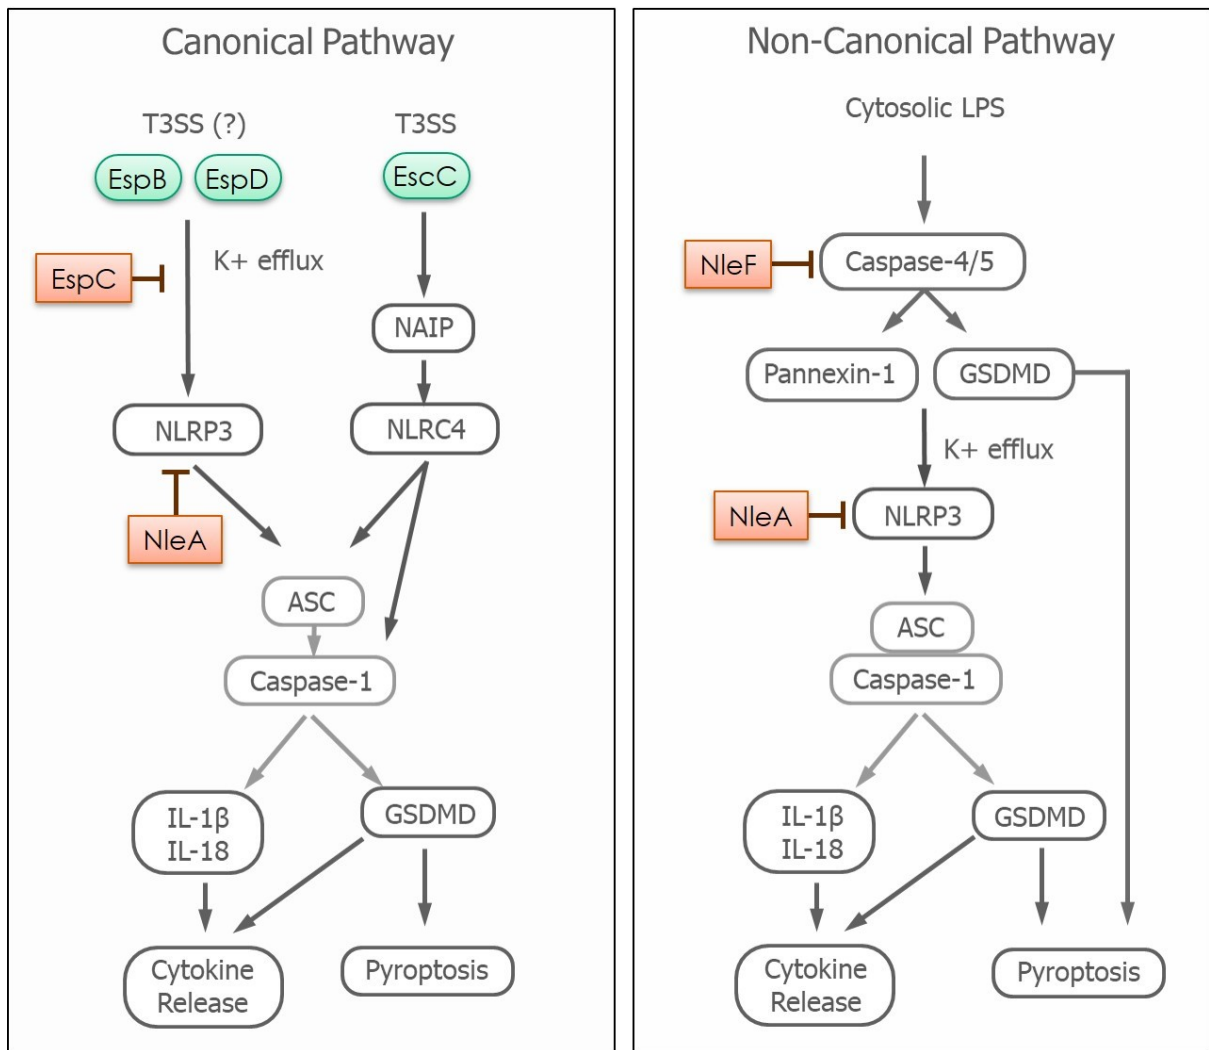 Canonical Pathway
T3SS (?)
T3SS
EspB
EspD
EscC
K+ efflux
EspC
NAIP
NLRP3
NLRC4
NleA
ASC
Caspase-1
IL-1β
IL-18
GSDMD
Cytokine
Release
Pyroptosis
Non-Canonical Pathway
Cytosolic LPS
NleF
Caspase-4/5
Pannexin-1
GSDMD
K+ efflux
NleA
NLRP3
ASC
Caspase-1
IL-1β
IL-18
GSDMD
Cytokine
Release
Pyroptosis